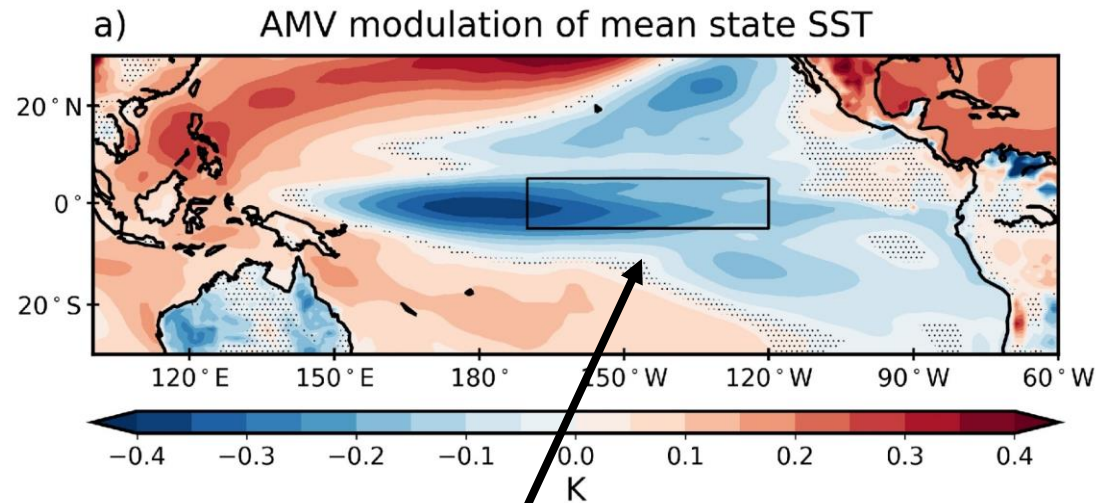 a) AMV modulation of mean state SST
20°N
0°
20°S
120°E 150°E 180° 150°W 120°W 90°W 60°W
−0.4 −0.3 −0.2 −0.1 0.0 0.1 0.2 0.3 0.4
K